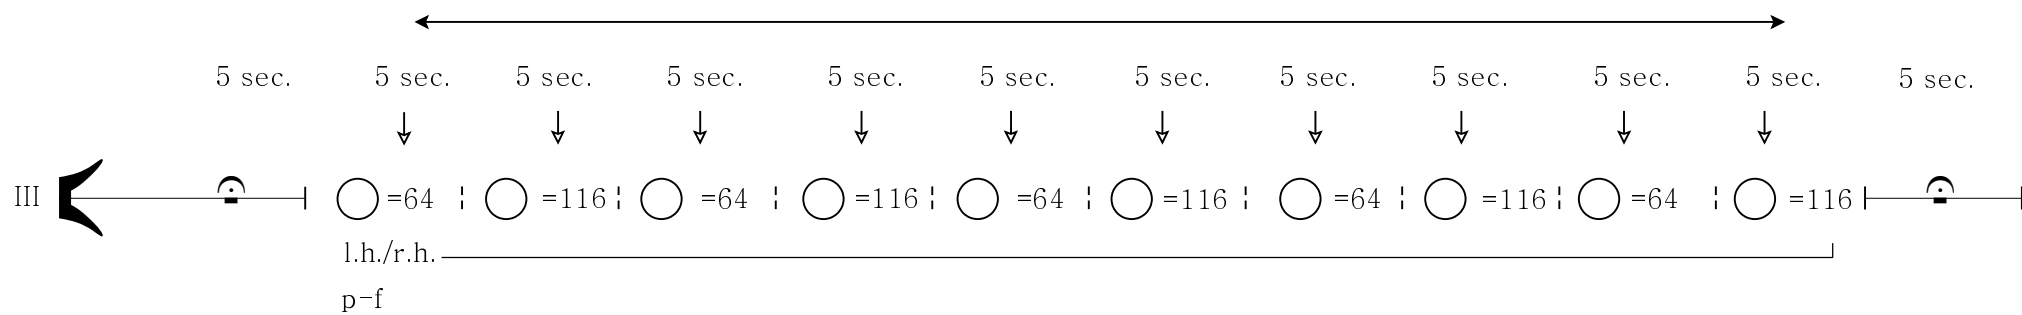 5 sec. 5 sec. 5 sec. 5 sec. 5 sec. 5 sec. 5 sec. 5 sec. 5 sec. 5 sec. 5 sec. 5 sec.
III =64 =116 =64 =116 =64 =116 =64 =116 =64 =116
l.h./r.h.
p-f